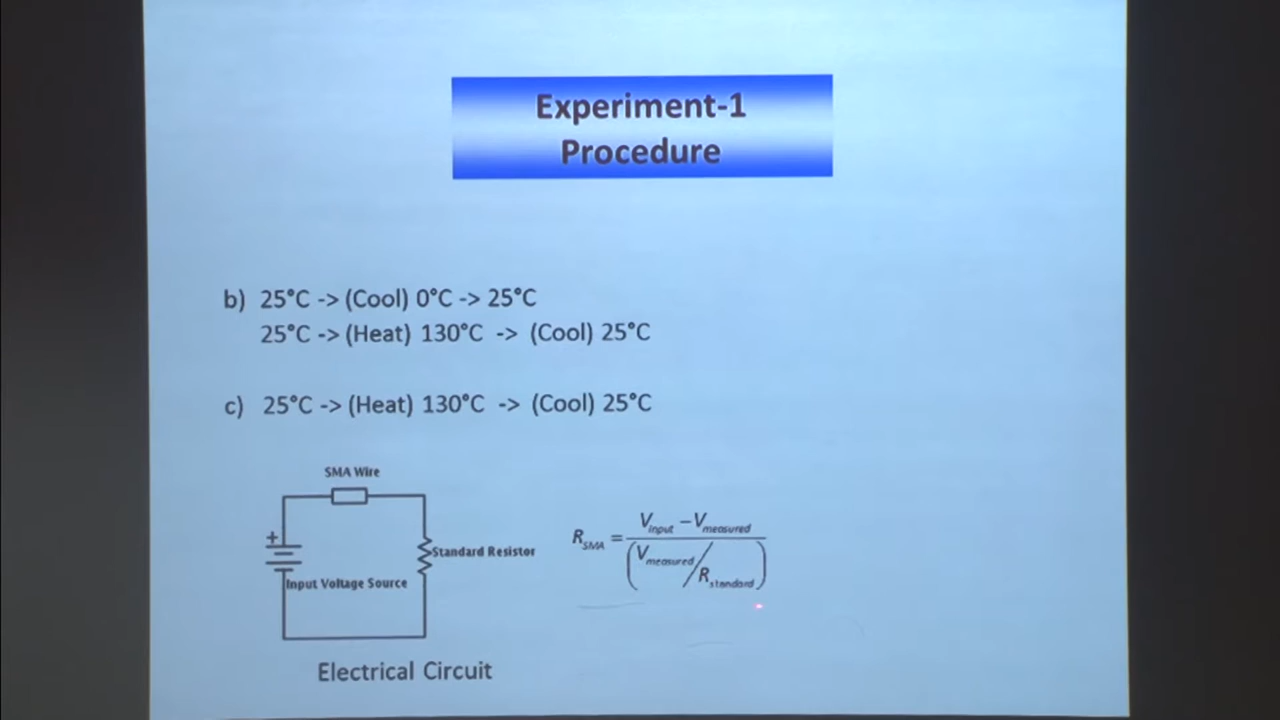 Experiment-1
Procedure
b) 25°C -> (Cool) 0°C -> 25°C
25°C -> (Heat) 130°C -> (Cool) 25°C
c) 25°C -> (Heat) 130°C -> (Cool) 25°C
SMA Wire
+
Standard Resistor
Input Voltage Source
Electrical Circuit
R_SMA = (V_input – V_measured) / (V_measured / R_standard)